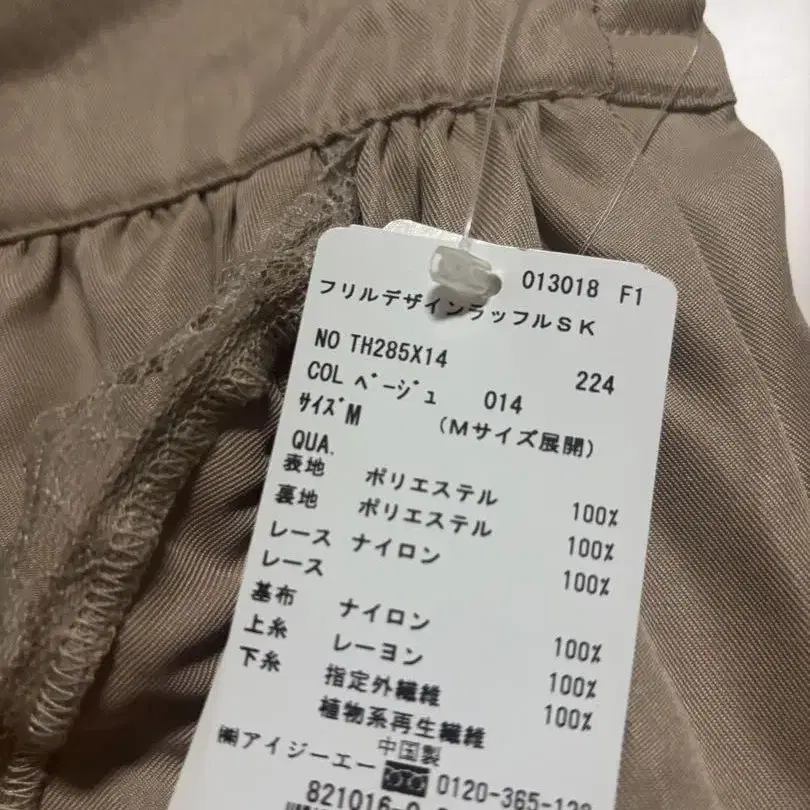 013018 F1
フリルデザインラッフルSK
NO TH285X14 224
COL ベージュ 014
サイズM (Mサイズ展開)
QUA.
表地 ポリエステル 100%
裏地 ポリエステル 100%
レース ナイロン 100%
レース
基布 ナイロン 100%
上糸 レーヨン 100%
下糸 指定外繊維 100%
植物系再生繊維
中国製
㈱アイジーエー 0120-365-
821016-0